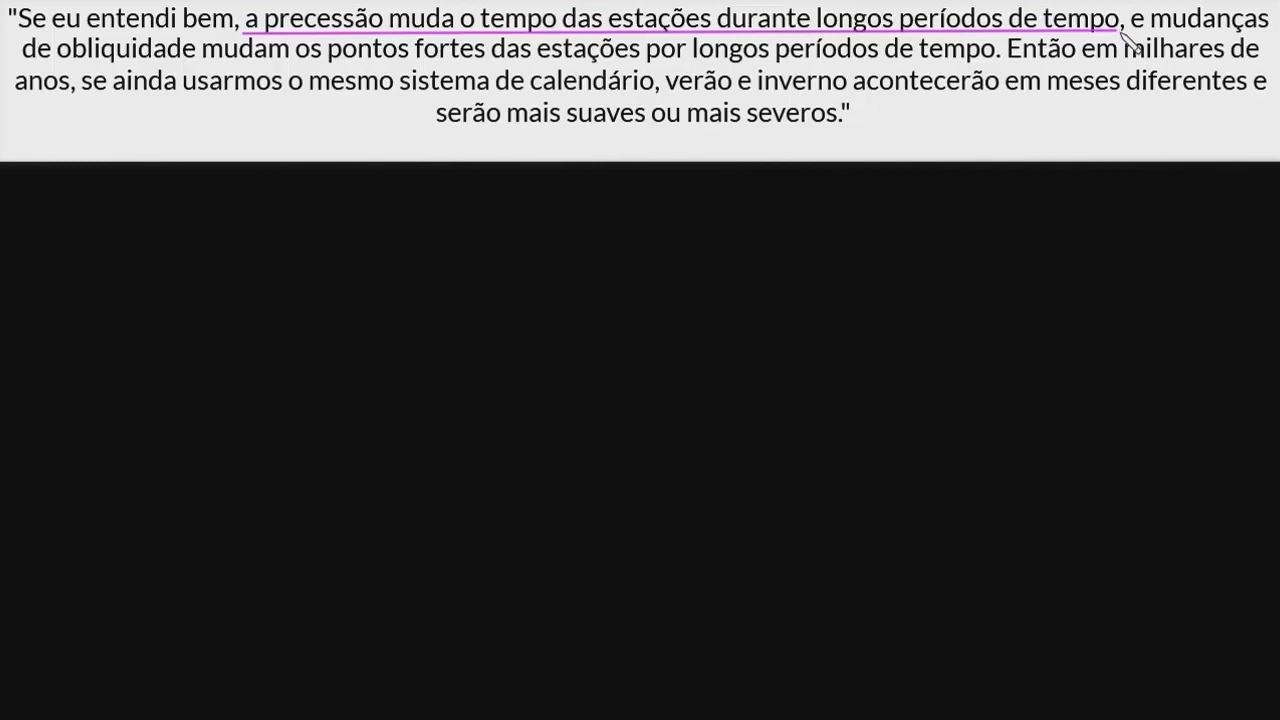 "Se eu entendi bem, a precessão muda o tempo das estações durante longos períodos de tempo, e mudanças
de obliquidade mudam os pontos fortes das estações por longos períodos de tempo. Então em milhares de
anos, se ainda usarmos o mesmo sistema de calendário, verão e inverno acontecerão em meses diferentes e
serão mais suaves ou mais severos."